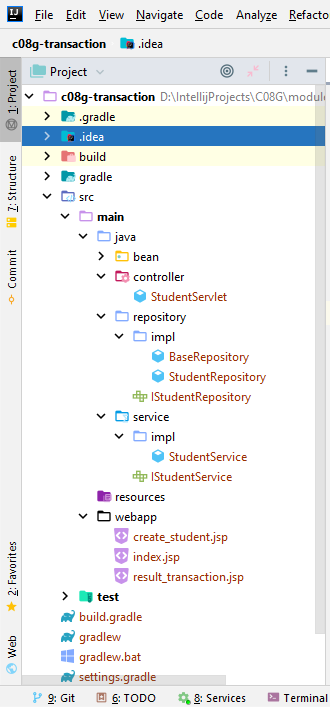 IJ File Edit View Navigate Code Analyze Refacto
c08g-transaction .idea
Project
c08g-transaction D:\IntellijProjects\C08G\modul
.gradle
.idea
build
gradle
src
main
java
bean
controller
StudentServlet
repository
impl
BaseRepository
StudentRepository
IStudentRepository
service
impl
StudentService
IStudentService
resources
webapp
create_student.jsp
index.jsp
result_transaction.jsp
test
build.gradle
gradlew
gradlew.bat
settings.gradle
1: Project
7: Structure
Commit
2: Favorites
Web
9: Git 6: TODO 8: Services Terminal